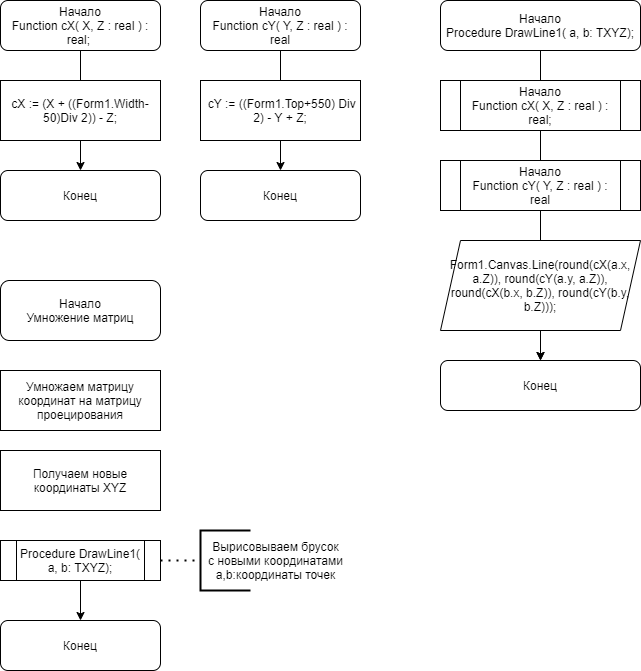 Начало
Function cX( X, Z : real ) :
real;
cX := (X + ((Form1.Width-
50)Div 2)) - Z;
Конец
Начало
Function cY( Y, Z : real ) :
real
cY := ((Form1.Top+550) Div
2) - Y + Z;
Конец
Начало
Procedure DrawLine1( a, b: TXYZ);
Начало
Function cX( X, Z : real ) :
real;
Начало
Function cY( Y, Z : real ) :
real
Form1.Canvas.Line(round(cX(a.x,
a.Z)), round(cY(a.y, a.Z)),
round(cX(b.x, b.Z)), round(cY(b.y,
b.Z)));
Конец
Начало
Умножение матриц
Умножаем матрицу
координат на матрицу
проецирования
Получаем новые
координаты XYZ
Procedure DrawLine1(
a, b: TXYZ);
Вырисовываем брусок
с новыми координатами
a,b:координаты точек
Конец